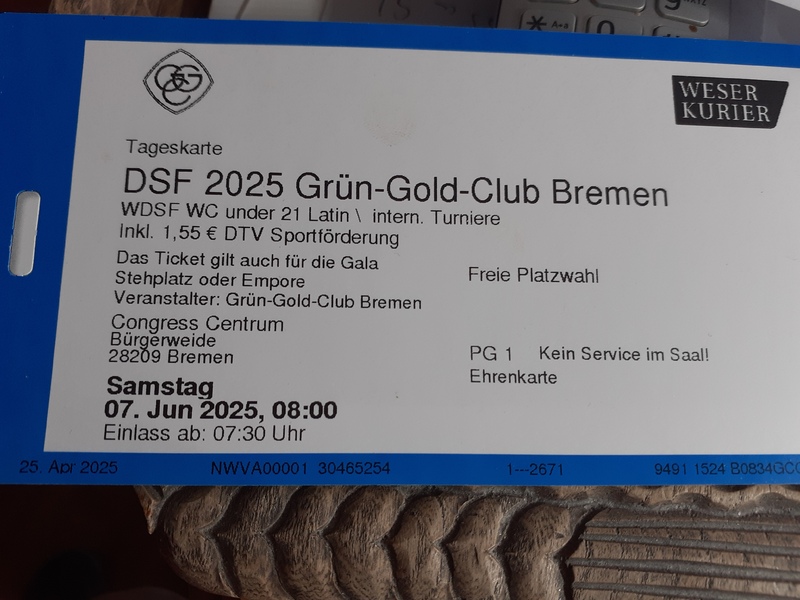 WESER
KURIER
Tageskarte
DSF 2025 Grün-Gold-Club Bremen
WDSF WC under 21 Latin \ intern. Turniere
Inkl. 1,55 € DTV Sportförderung
Das Ticket gilt auch für die Gala
Stehplatz oder Empore
Freie Platzwahl
Veranstalter: Grün-Gold-Club Bremen
Congress Centrum
Bürgerweide
28209 Bremen
PG 1 Kein Service im Saal!
Ehrenkarte
Samstag
07. Jun 2025, 08:00
Einlass ab: 07:30 Uhr
25. Apr 2025 NWVA00001 30465254 1---2671 9491 1524 B0834GC